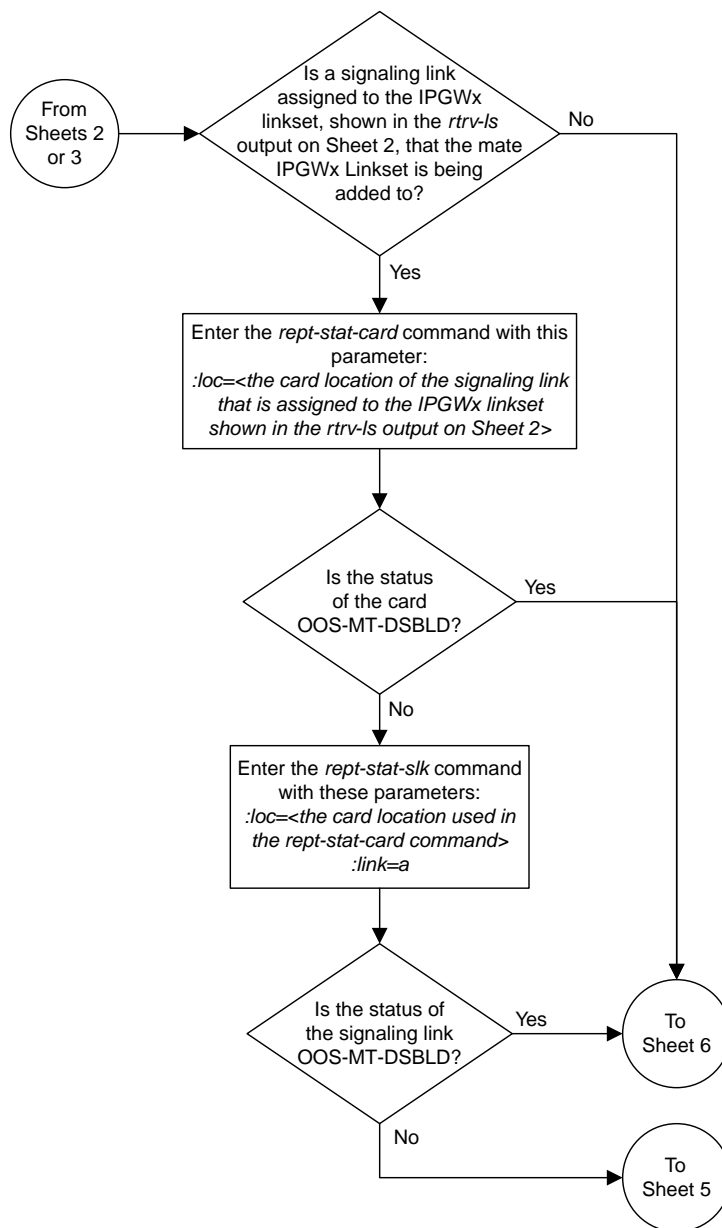 From
Sheets 2
or 3
Is a signaling link
assigned to the IPGWx
linkset, shown in the rtrv-ls
output on Sheet 2, that the mate
IPGWx Linkset is being
added to?
No
Yes
Enter the rept-stat-card command with this
parameter:
:loc=<the card location of the signaling link
that is assigned to the IPGWx linkset
shown in the rtrv-ls output on Sheet 2>
Is the status
of the card
OOS-MT-DSBLD?
Yes
No
Enter the rept-stat-slk command
with these parameters:
:loc=<the card location used in
the rept-stat-card command>
:link=a
Is the status of
the signaling link
OOS-MT-DSBLD?
Yes
To
Sheet 6
No
To
Sheet 5